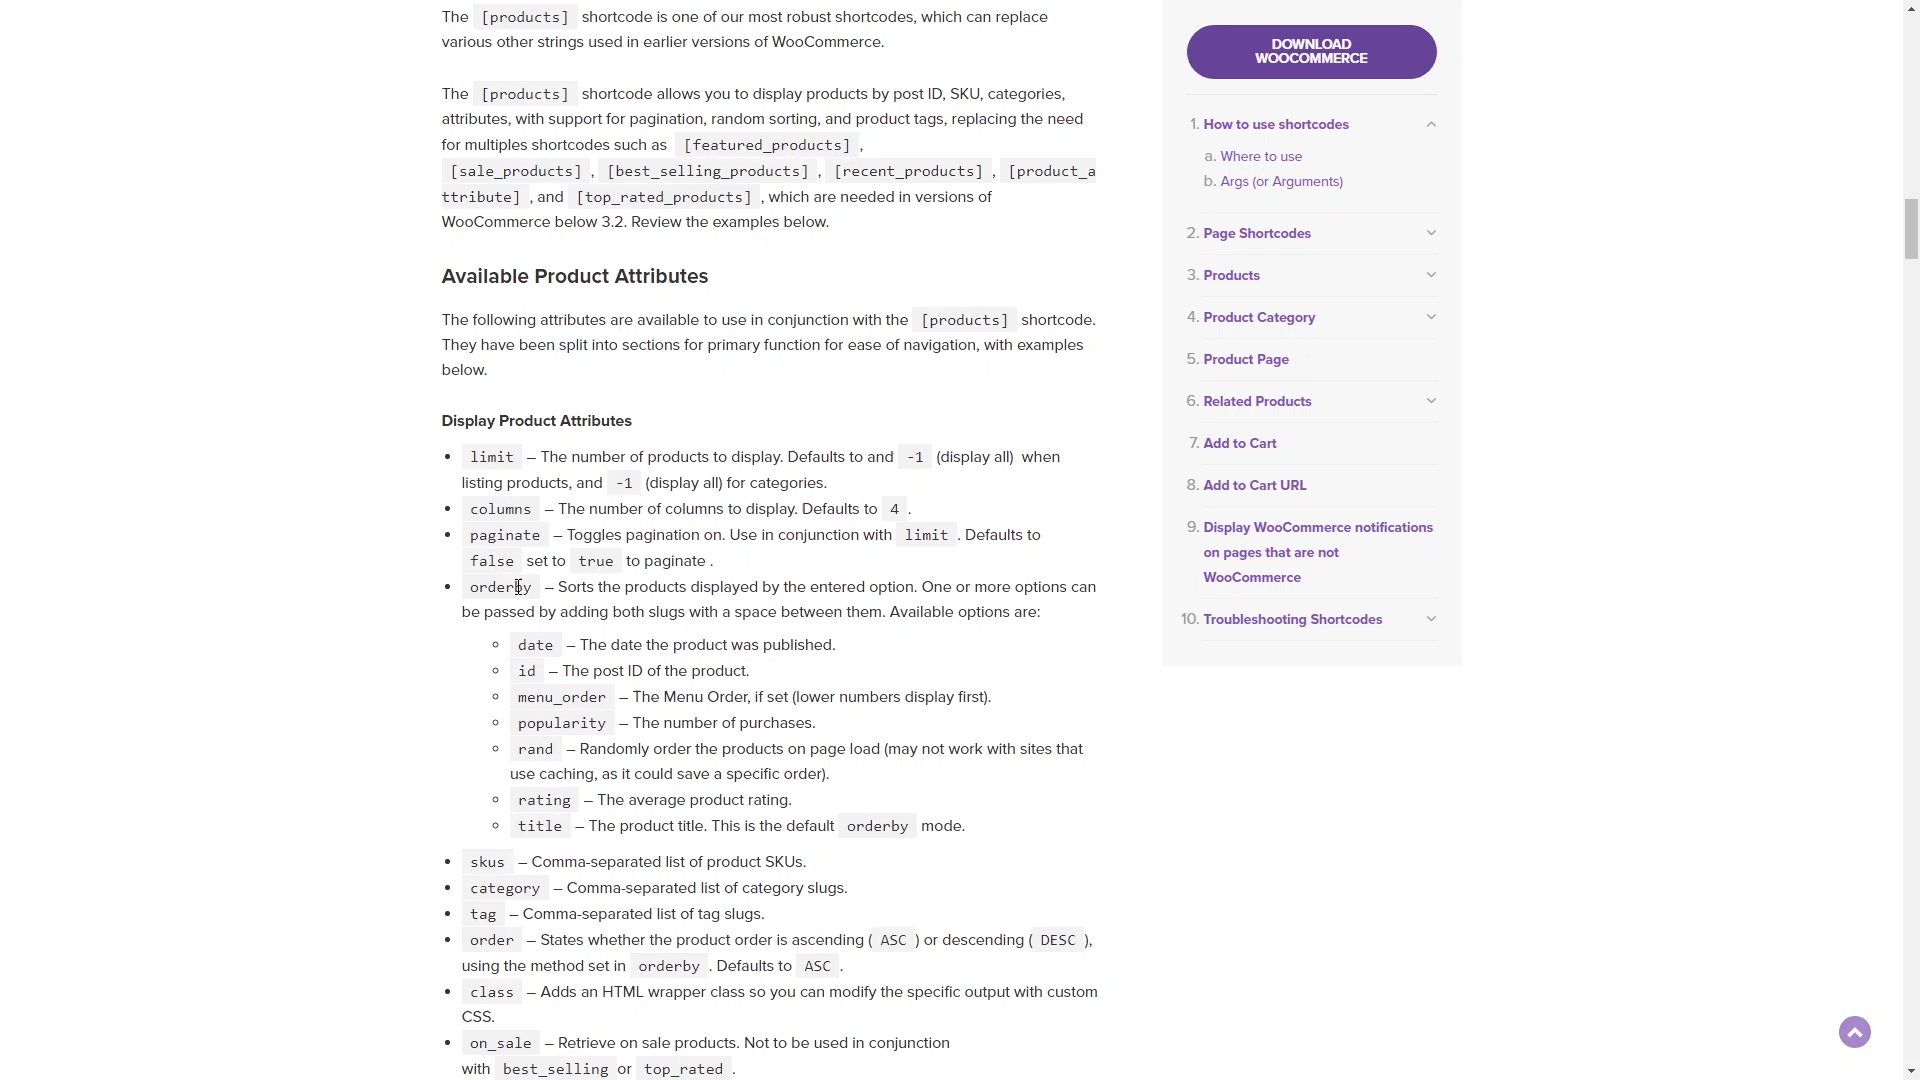 The [products] shortcode is one of our most robust shortcodes, which can replace
various other strings used in earlier versions of WooCommerce.
The [products] shortcode allows you to display products by post ID, SKU, categories,
attributes, with support for pagination, random sorting, and product tags, replacing the need
for multiples shortcodes such as [featured_products] ,
[sale_products] , [best_selling_products] , [recent_products] , [product_a
ttribute] , and [top_rated_products] , which are needed in versions of
WooCommerce below 3.2. Review the examples below.
Available Product Attributes
The following attributes are available to use in conjunction with the [products] shortcode.
They have been split into sections for primary function for ease of navigation, with examples
below.
Display Product Attributes
• limit – The number of products to display. Defaults to and -1 (display all) when
listing products, and -1 (display all) for categories.
• columns – The number of columns to display. Defaults to 4 .
• paginate – Toggles pagination on. Use in conjunction with limit . Defaults to
false set to true to paginate .
• orderby – Sorts the products displayed by the entered option. One or more options can
be passed by adding both slugs with a space between them. Available options are:
◦ date – The date the product was published.
◦ id – The post ID of the product.
◦ menu_order – The Menu Order, if set (lower numbers display first).
◦ popularity – The number of purchases.
◦ rand – Randomly order the products on page load (may not work with sites that
use caching, as it could save a specific order).
◦ rating – The average product rating.
◦ title – The product title. This is the default orderby mode.
• skus – Comma-separated list of product SKUs.
• category – Comma-separated list of category slugs.
• tag – Comma-separated list of tag slugs.
• order – States whether the product order is ascending ( ASC ) or descending ( DESC ),
using the method set in orderby . Defaults to ASC .
• class – Adds an HTML wrapper class so you can modify the specific output with custom
CSS.
• on_sale – Retrieve on sale products. Not to be used in conjunction
with best_selling or top_rated .
DOWNLOAD
WOOCOMMERCE
1. How to use shortcodes
a. Where to use
b. Args (or Arguments)
2. Page Shortcodes
3. Products
4. Product Category
5. Product Page
6. Related Products
7. Add to Cart
8. Add to Cart URL
9. Display WooCommerce notifications
on pages that are not
WooCommerce
10. Troubleshooting Shortcodes